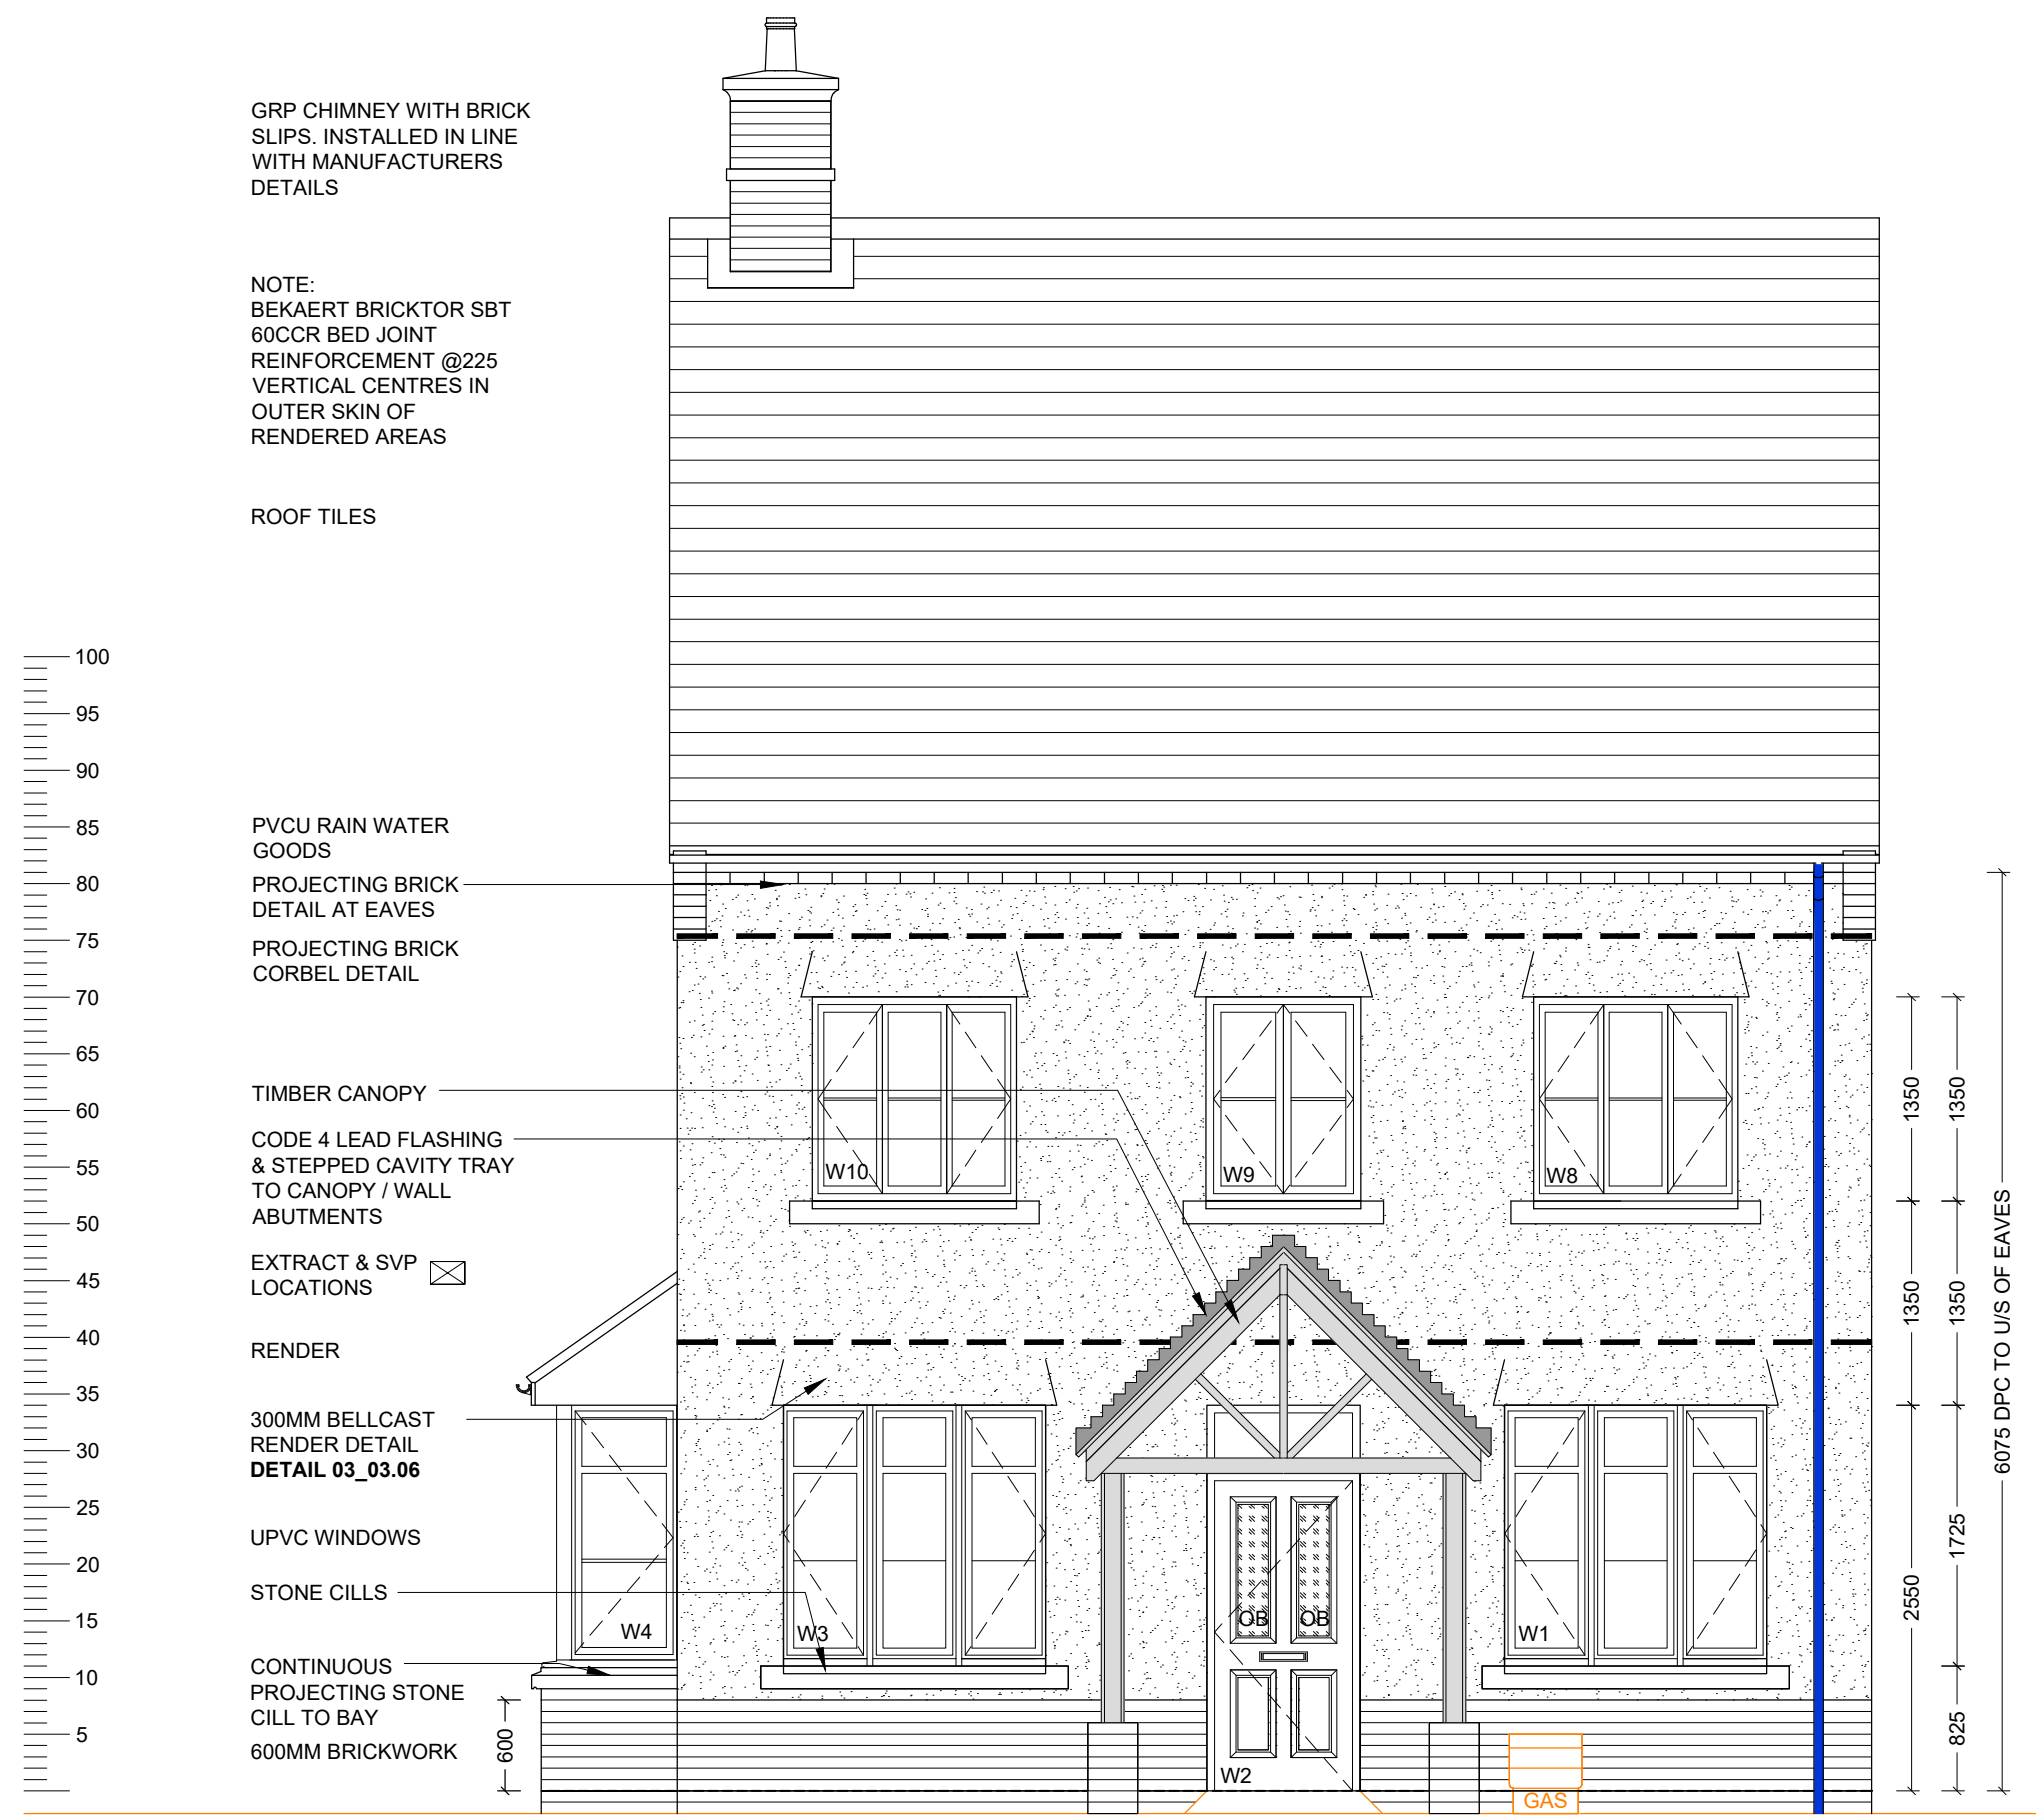 GRP CHIMNEY WITH BRICK
SLIPS. INSTALLED IN LINE
WITH MANUFACTURERS
DETAILS
NOTE:
BEKAERT BRICKTOR SBT
60CCR BED JOINT
REINFORCEMENT @225
VERTICAL CENTRES IN
OUTER SKIN OF
RENDERED AREAS
ROOF TILES
PVCU RAIN WATER
GOODS
PROJECTING BRICK
DETAIL AT EAVES
PROJECTING BRICK
CORBEL DETAIL
TIMBER CANOPY
CODE 4 LEAD FLASHING
& STEPPED CAVITY TRAY
TO CANOPY / WALL
ABUTMENTS
EXTRACT & SVP
LOCATIONS
RENDER
300MM BELLCAST
RENDER DETAIL
DETAIL 03_03.06
UPVC WINDOWS
STONE CILLS
CONTINUOUS
PROJECTING STONE
CILL TO BAY
600MM BRICKWORK
100
95
90
85
80
75
70
65
60
55
50
45
40
35
30
25
20
15
10
5
600
W10
W9
W8
W4
W3
OB
OB
W1
W2
GAS
1350
1350
2550
1350
1350
1725
825
6075 DPC TO U/S OF EAVES